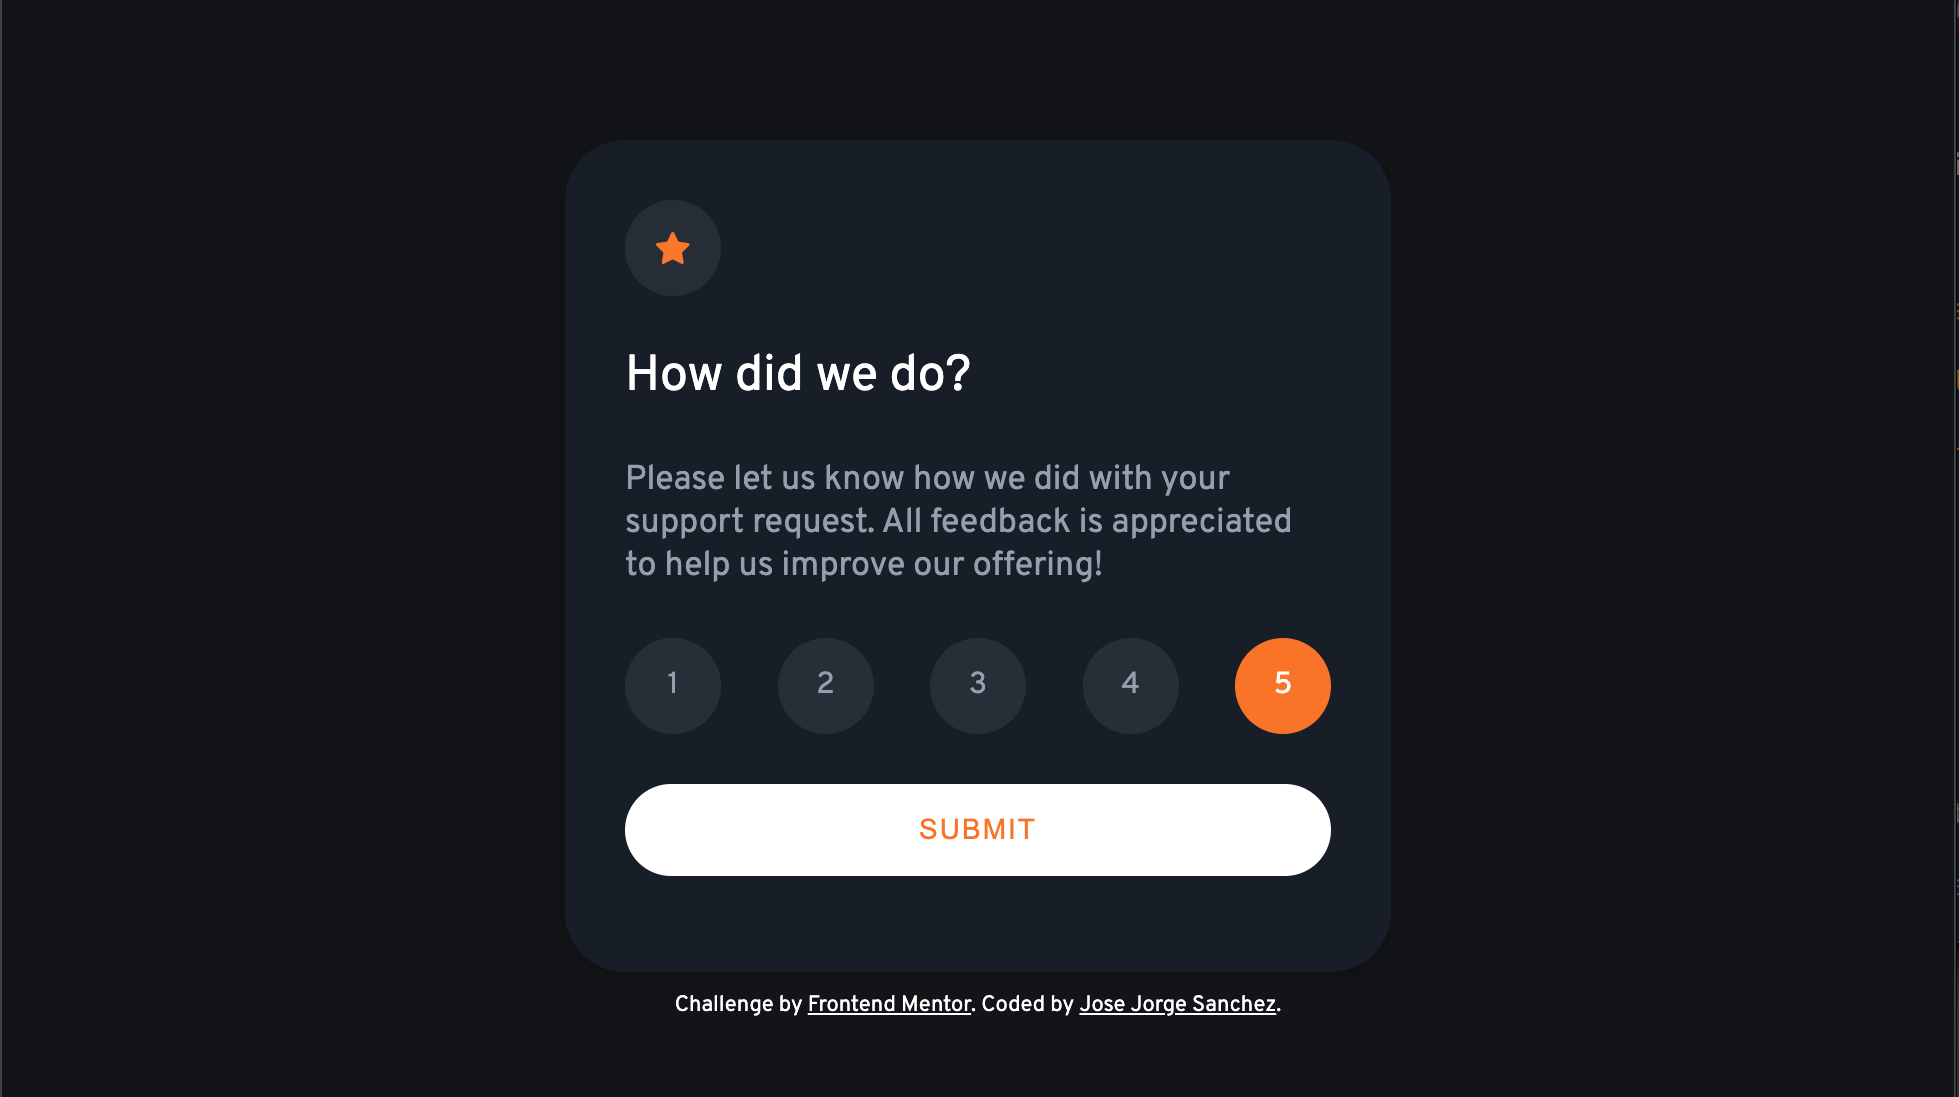 How did we do?
Please let us know how we did with your
support request. All feedback is appreciated
to help us improve our offering!
1 2 3 4 5
SUBMIT
Challenge by Frontend Mentor. Coded by Jose Jorge Sanchez.